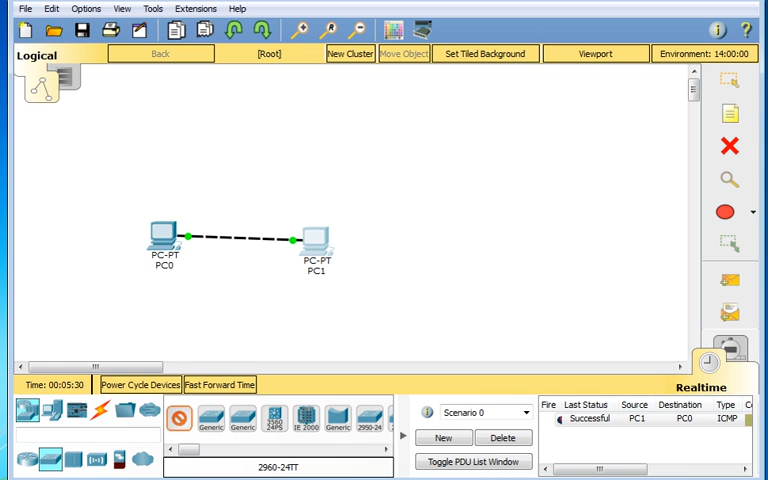 File Edit Options View Tools Extensions Help
Logical Back [Root] New Cluster Move Object Set Tiled Background Viewport Environment: 14:00:00
PC-PT
PC0
PC-PT
PC1
Time: 00:05:30 Power Cycle Devices Fast Forward Time Realtime
Generic Generic 3560 24PS IE 2000 Generic 2950-24
2960-24TT
Scenario 0
New Delete
Toggle PDU List Window
Fire Last Status Source Destination Type
Successful PC1 PC0 ICMP